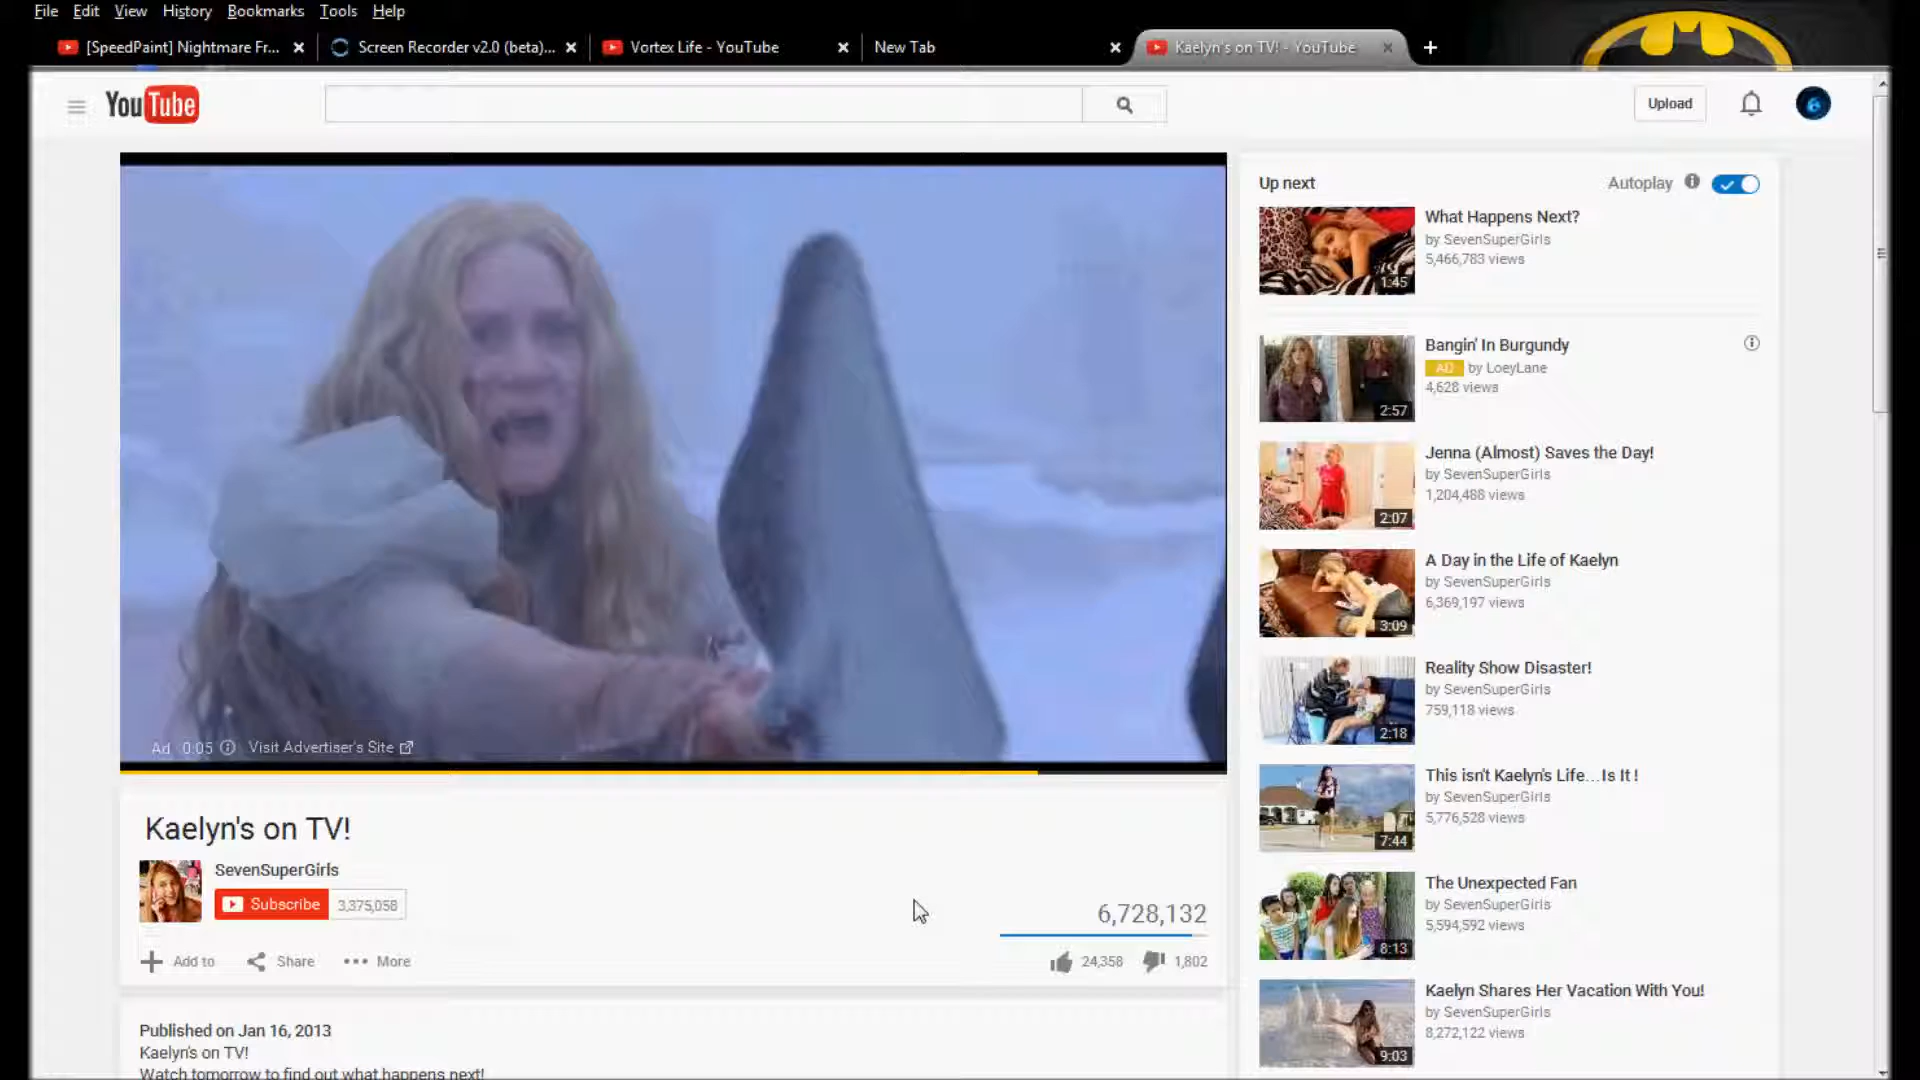 File Edit View History Bookmarks Tools Help
[SpeedPaint] Nightmare Fr...
Screen Recorder v2.0 (beta)...
Vortex Life - YouTube
New Tab
Kaelyn's on TV! - YouTube
YouTube
Upload
Up next
Autoplay
What Happens Next?
by SevenSuperGirls
5,466,783 views
1:45
Bangin' In Burgundy
AD by LoeyLane
4,628 views
2:57
Jenna (Almost) Saves the Day!
by SevenSuperGirls
1,204,488 views
2:07
A Day in the Life of Kaelyn
by SevenSuperGirls
6,369,197 views
3:09
Reality Show Disaster!
by SevenSuperGirls
759,118 views
2:18
This isn't Kaelyn's Life...Is It !
by SevenSuperGirls
5,776,528 views
7:44
The Unexpected Fan
by SevenSuperGirls
5,594,592 views
8:13
Kaelyn Shares Her Vacation With You!
by SevenSuperGirls
8,272,122 views
9:03
Ad 0:05 Visit Advertiser's Site
Kaelyn's on TV!
SevenSuperGirls
Subscribe 3,375,058
6,728,132
Add to Share More
24,358 1,802
Published on Jan 16, 2013
Kaelyn's on TV!
Watch tomorrow to find out what happens next!